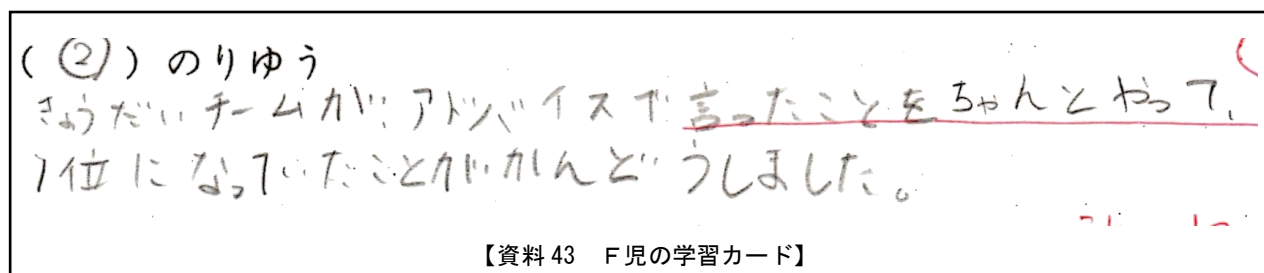 (②)のりゆう
きょうだいチームがアドバイスで言ったことをちゃんとやって、
1位になっていたことがかんどうしました。
【資料43　F児の学習カード】